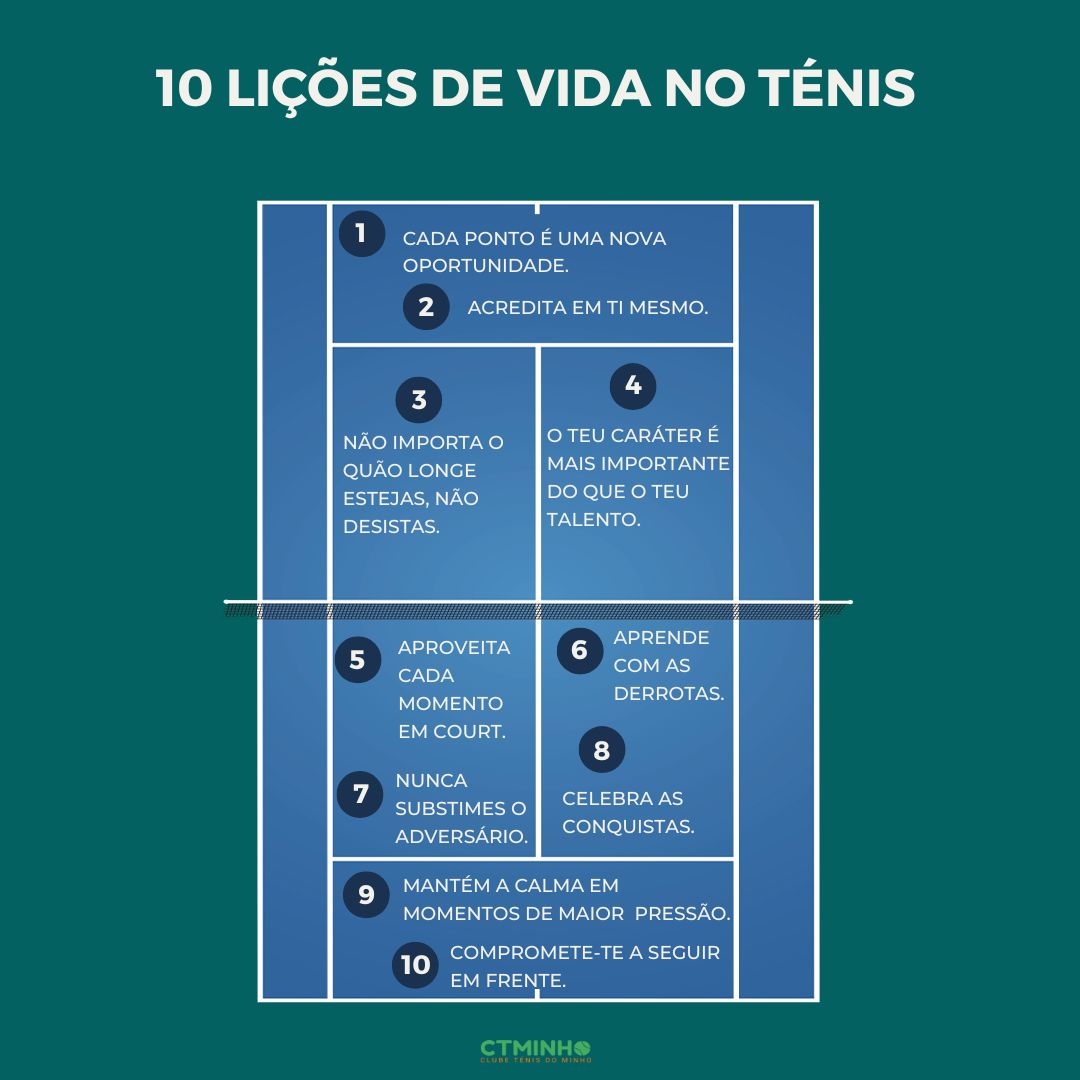 10 LIÇÕES DE VIDA NO TÉNIS
1
CADA PONTO É UMA NOVA
OPORTUNIDADE.
2
ACREDITA EM TI MESMO.
3
NÃO IMPORTA O
QUÃO LONGE
ESTEJAS, NÃO
DESISTAS.
4
O TEU CARÁTER É
MAIS IMPORTANTE
DO QUE O TEU
TALENTO.
5
APROVEITA
CADA
MOMENTO
EM COURT.
6
APRENDE
COM AS
DERROTAS.
7
NUNCA
SUBSTIMES O
ADVERSÁRIO.
8
CELEBRA AS
CONQUISTAS.
9
MANTÉM A CALMA EM
MOMENTOS DE MAIOR PRESSÃO.
10
COMPROMETE-TE A SEGUIR
EM FRENTE.
CTMINHO
CLUBE TÉNIS DO MINHO